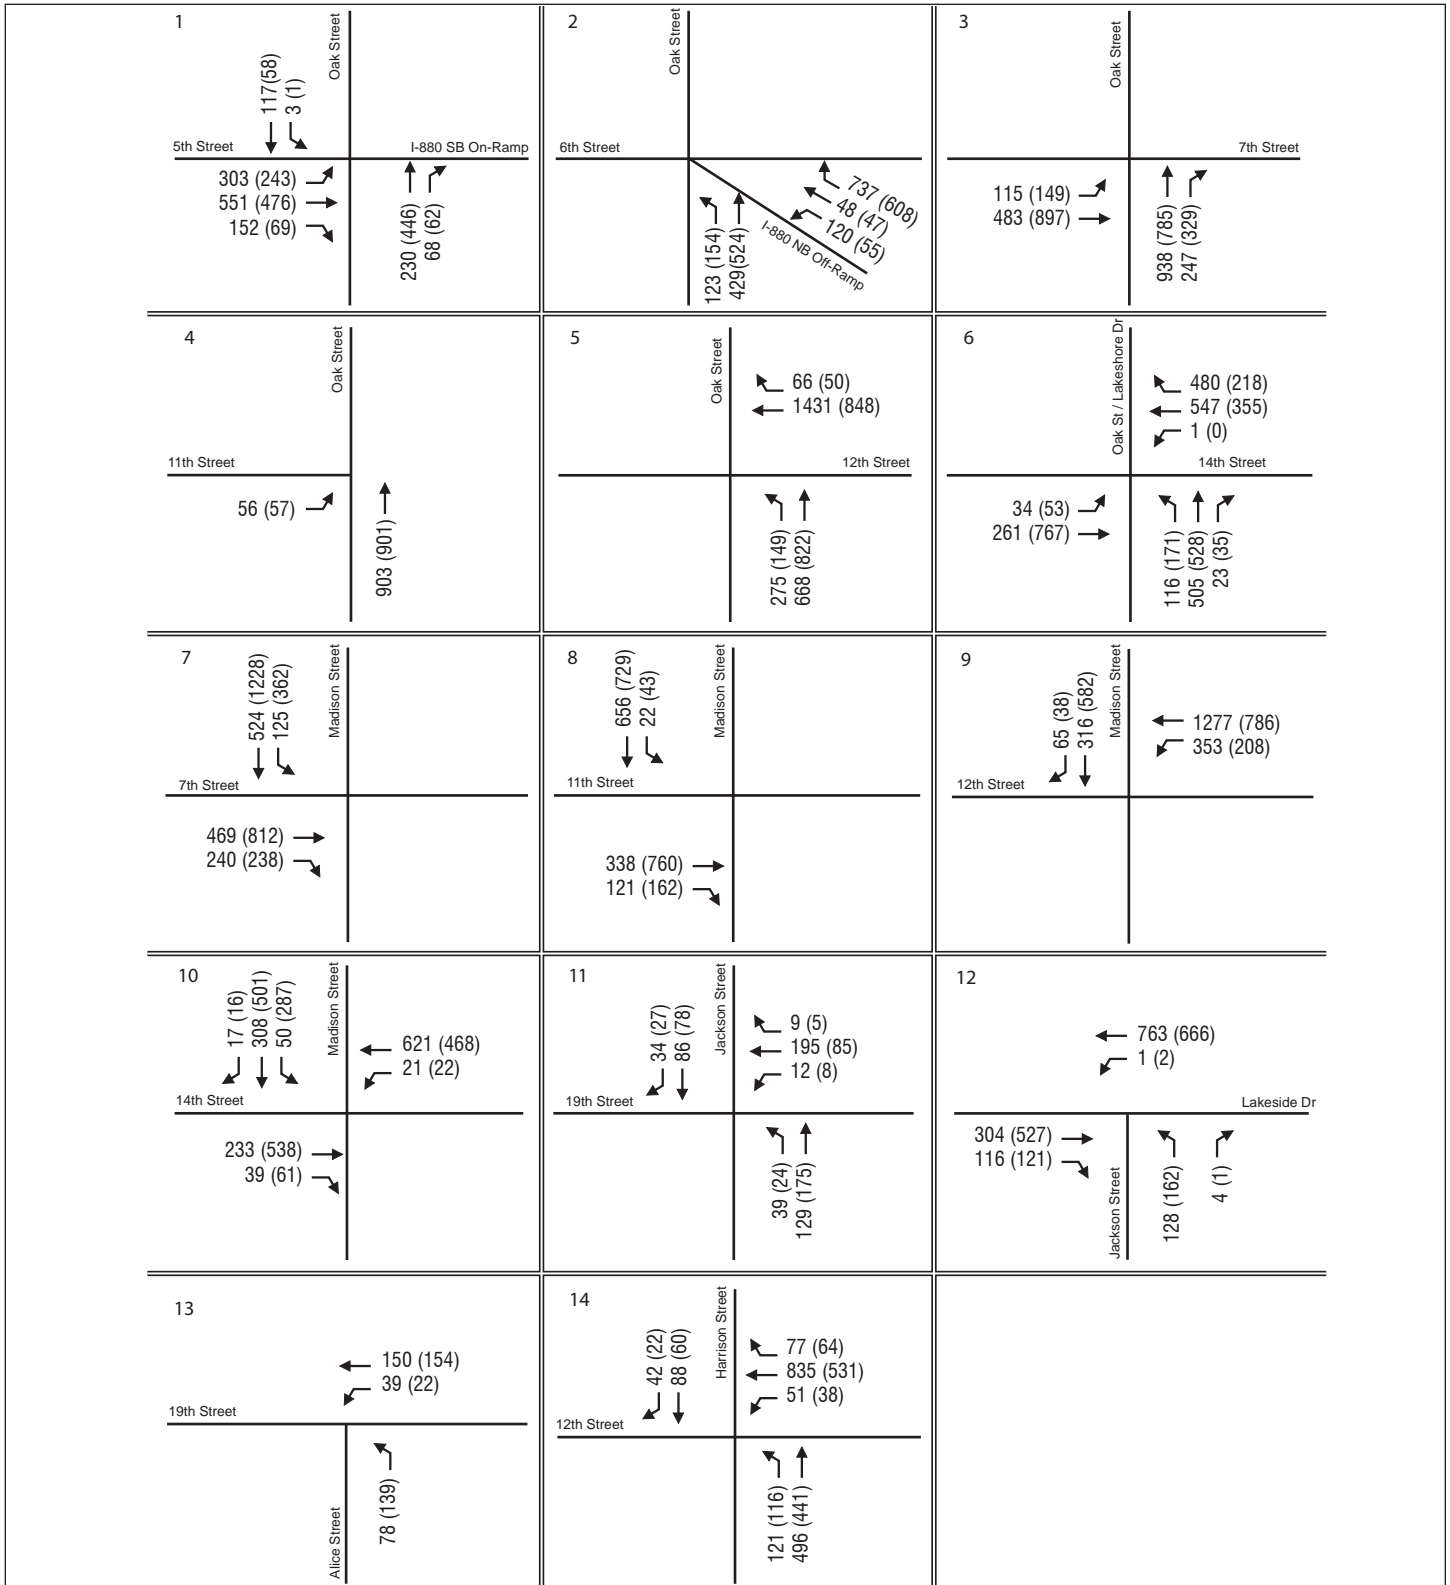 1
Oak Street
117(58)
3 (1)
5th Street
I-880 SB On-Ramp
303 (243)
551 (476)
152 (69)
230 (446)
68 (62)
2
Oak Street
6th Street
737 (608)
48 (47)
120 (55)
I-880 NB Off-Ramp
123 (154)
429(524)
3
Oak Street
7th Street
115 (149)
483 (897)
938 (785)
247 (329)
4
Oak Street
11th Street
56 (57)
903 (901)
5
Oak Street
66 (50)
1431 (848)
12th Street
275 (149)
668 (822)
6
Oak St / Lakeshore Dr
480 (218)
547 (355)
1 (0)
14th Street
34 (53)
261 (767)
116 (171)
505 (528)
23 (35)
7
524 (1228)
125 (362)
Madison Street
7th Street
469 (812)
240 (238)
8
656 (729)
22 (43)
Madison Street
11th Street
338 (760)
121 (162)
9
65 (38)
316 (582)
Madison Street
1277 (786)
353 (208)
12th Street
10
17 (16)
308 (501)
50 (287)
Madison Street
621 (468)
21 (22)
14th Street
233 (538)
39 (61)
11
34 (27)
86 (78)
Jackson Street
9 (5)
195 (85)
12 (8)
19th Street
39 (24)
129 (175)
12
763 (666)
1 (2)
Lakeside Dr
304 (527)
116 (121)
Jackson Street
128 (162)
4 (1)
13
150 (154)
39 (22)
19th Street
Alice Street
78 (139)
14
42 (22)
88 (60)
Harrison Street
77 (64)
835 (531)
51 (38)
12th Street
121 (116)
496 (441)